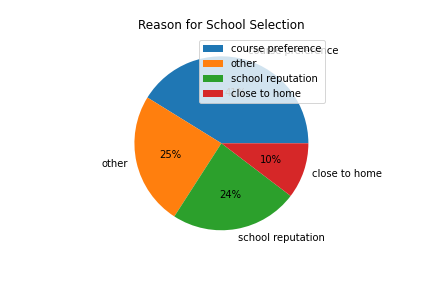 Reason for School Selection
course preference
other
school reputation
close to home
25%
10%
24%
other
close to home
school reputation